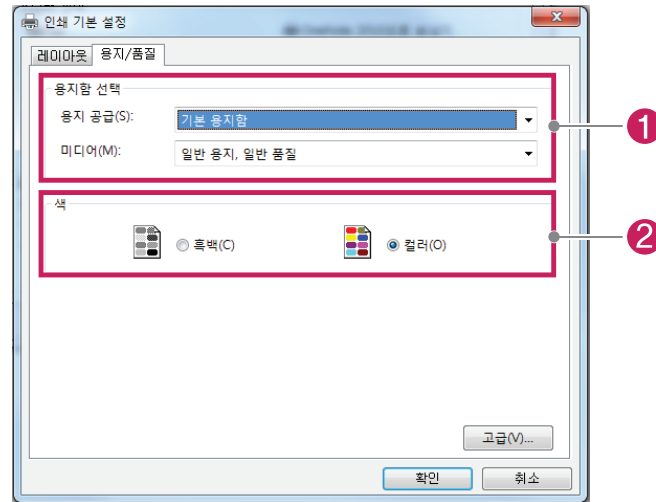 인쇄 기본 설정
레이아웃 용지/품질
용지함 선택
용지 공급(S): 기본 용지함
1
미디어(M): 일반 용지, 일반 품질
색
흑백(C) 컬러(O)
2
고급(V)...
확인 취소